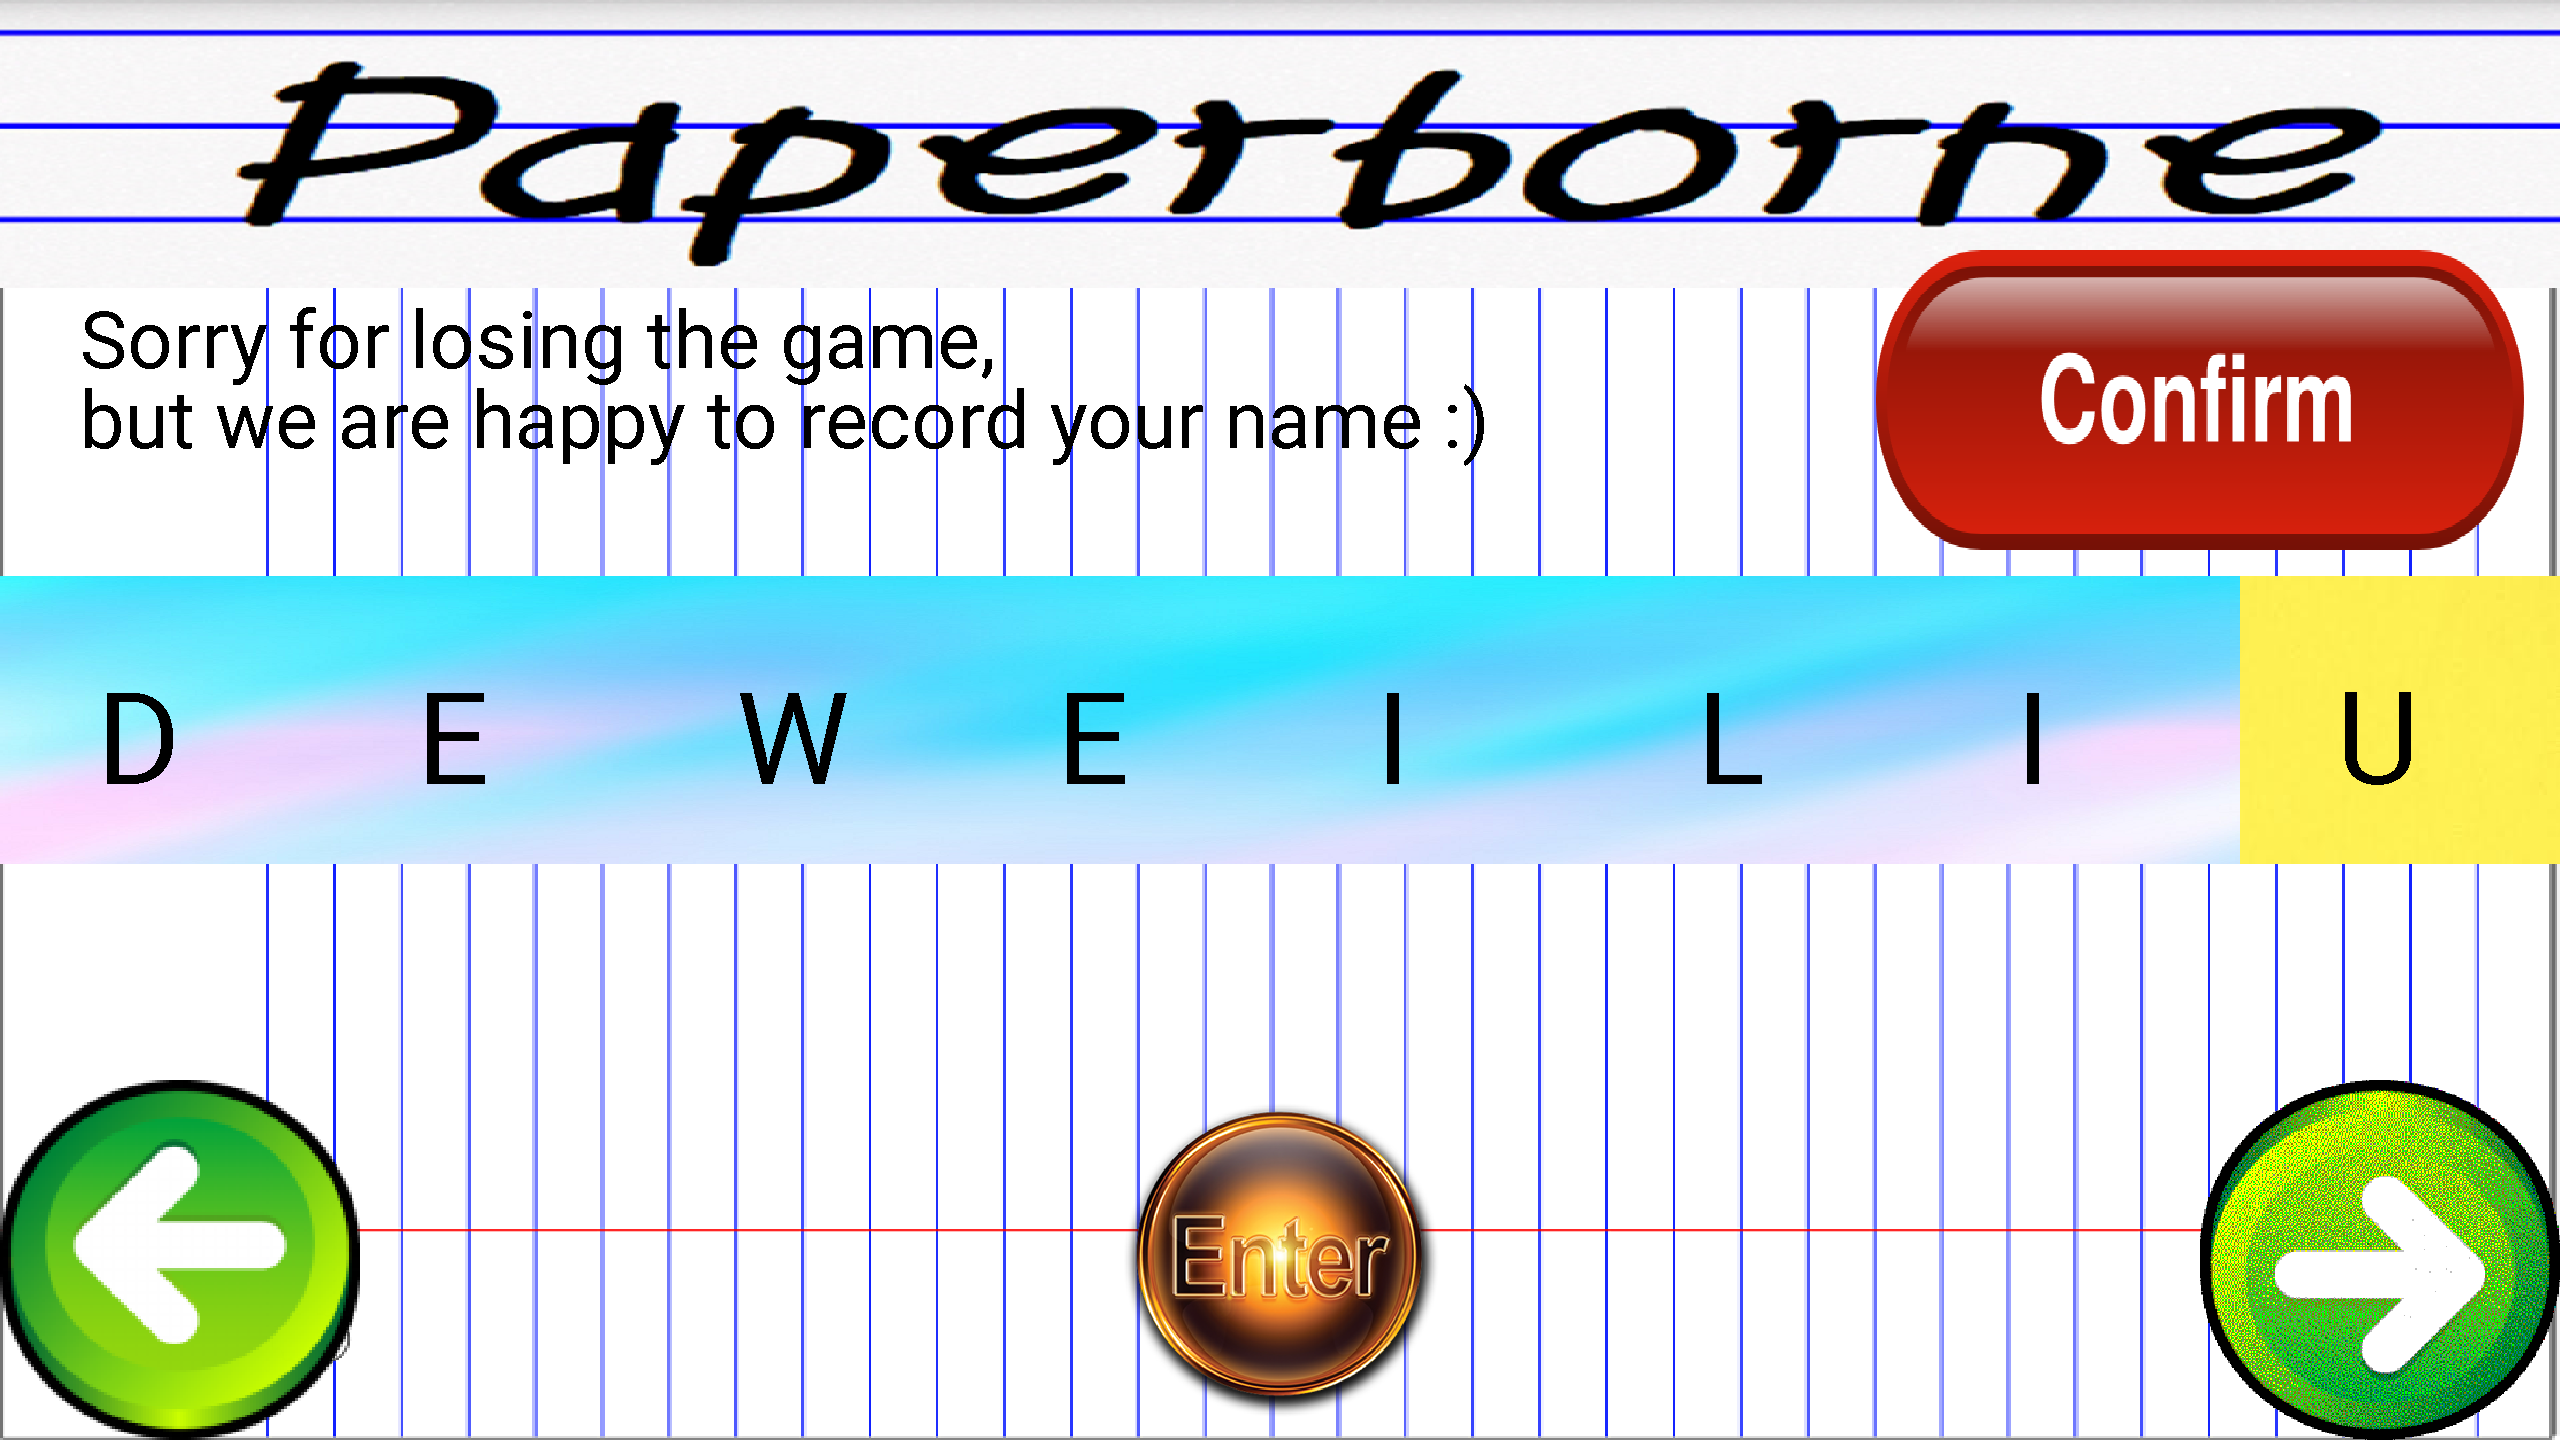 Paperborne
Sorry for losing the game,
but we are happy to record your name :)
Confirm
D E W E I L I U
Enter